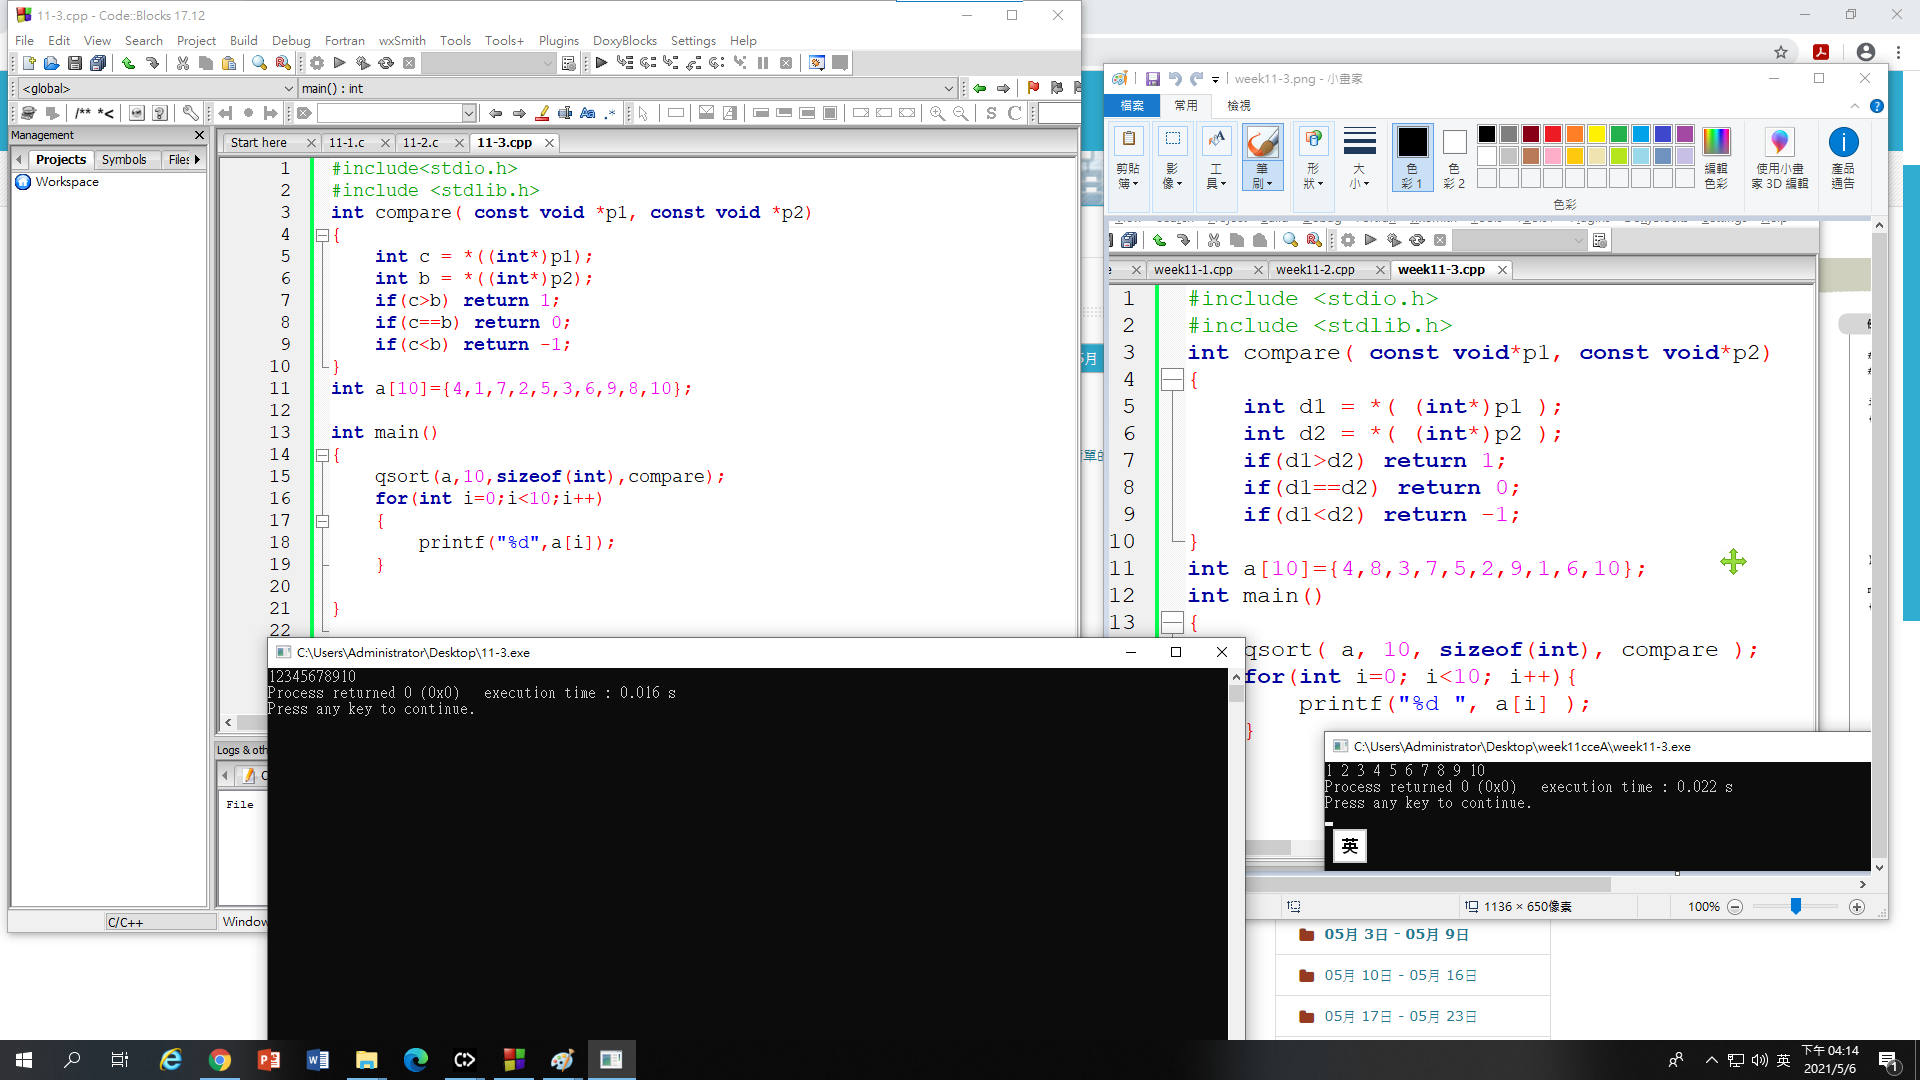 11-3.cpp - Code::Blocks 17.12
File Edit View Search Project Build Debug Fortran wxSmith Tools Tools+ Plugins DoxyBlocks Settings Help
<global>
main() : int
/** *<
Aa
.*
S C
Management
Projects Symbols Files
Workspace
Start here 11-1.c 11-2.c 11-3.cpp
1 #include<stdio.h>
2 #include <stdlib.h>
3 int compare( const void *p1, const void *p2)
4 {
5 int c = *((int*)p1);
6 int b = *((int*)p2);
7 if(c>b) return 1;
8 if(c==b) return 0;
9 if(c<b) return -1;
10 }
11 int a[10]={4,1,7,2,5,3,6,9,8,10};
12
13 int main()
14 {
15 qsort(a,10,sizeof(int),compare);
16 for(int i=0;i<10;i++)
17 {
18 printf("%d",a[i]);
19 }
20
21 }
22
Logs & oth
File
C/C++
Window
C:\Users\Administrator\Desktop\11-3.exe
12345678910
Process returned 0 (0x0) execution time : 0.016 s
Press any key to continue.
week11-3.png - 小畫家
檔案 常用 檢視
剪貼簿
影像
工具
筆刷
形狀
大小
色彩 1
色彩 2
編輯色彩
使用小畫家 3D 編輯
產品通告
色彩
week11-1.cpp week11-2.cpp week11-3.cpp
1 #include <stdio.h>
2 #include <stdlib.h>
3 int compare( const void*p1, const void*p2)
4 {
5 int d1 = *( (int*)p1 );
6 int d2 = *( (int*)p2 );
7 if(d1>d2) return 1;
8 if(d1==d2) return 0;
9 if(d1<d2) return -1;
10 }
11 int a[10]={4,8,3,7,5,2,9,1,6,10};
12 int main()
13 {
qsort( a, 10, sizeof(int), compare );
for(int i=0; i<10; i++){
printf("%d ", a[i] );
}
C:\Users\Administrator\Desktop\week11cceA\week11-3.exe
1 2 3 4 5 6 7 8 9 10
Process returned 0 (0x0) execution time : 0.022 s
Press any key to continue.
英
1136 × 650像素
100%
05月 3日 - 05月 9日
05月 10日 - 05月 16日
05月 17日 - 05月 23日
英
下午 04:14
2021/5/6
1